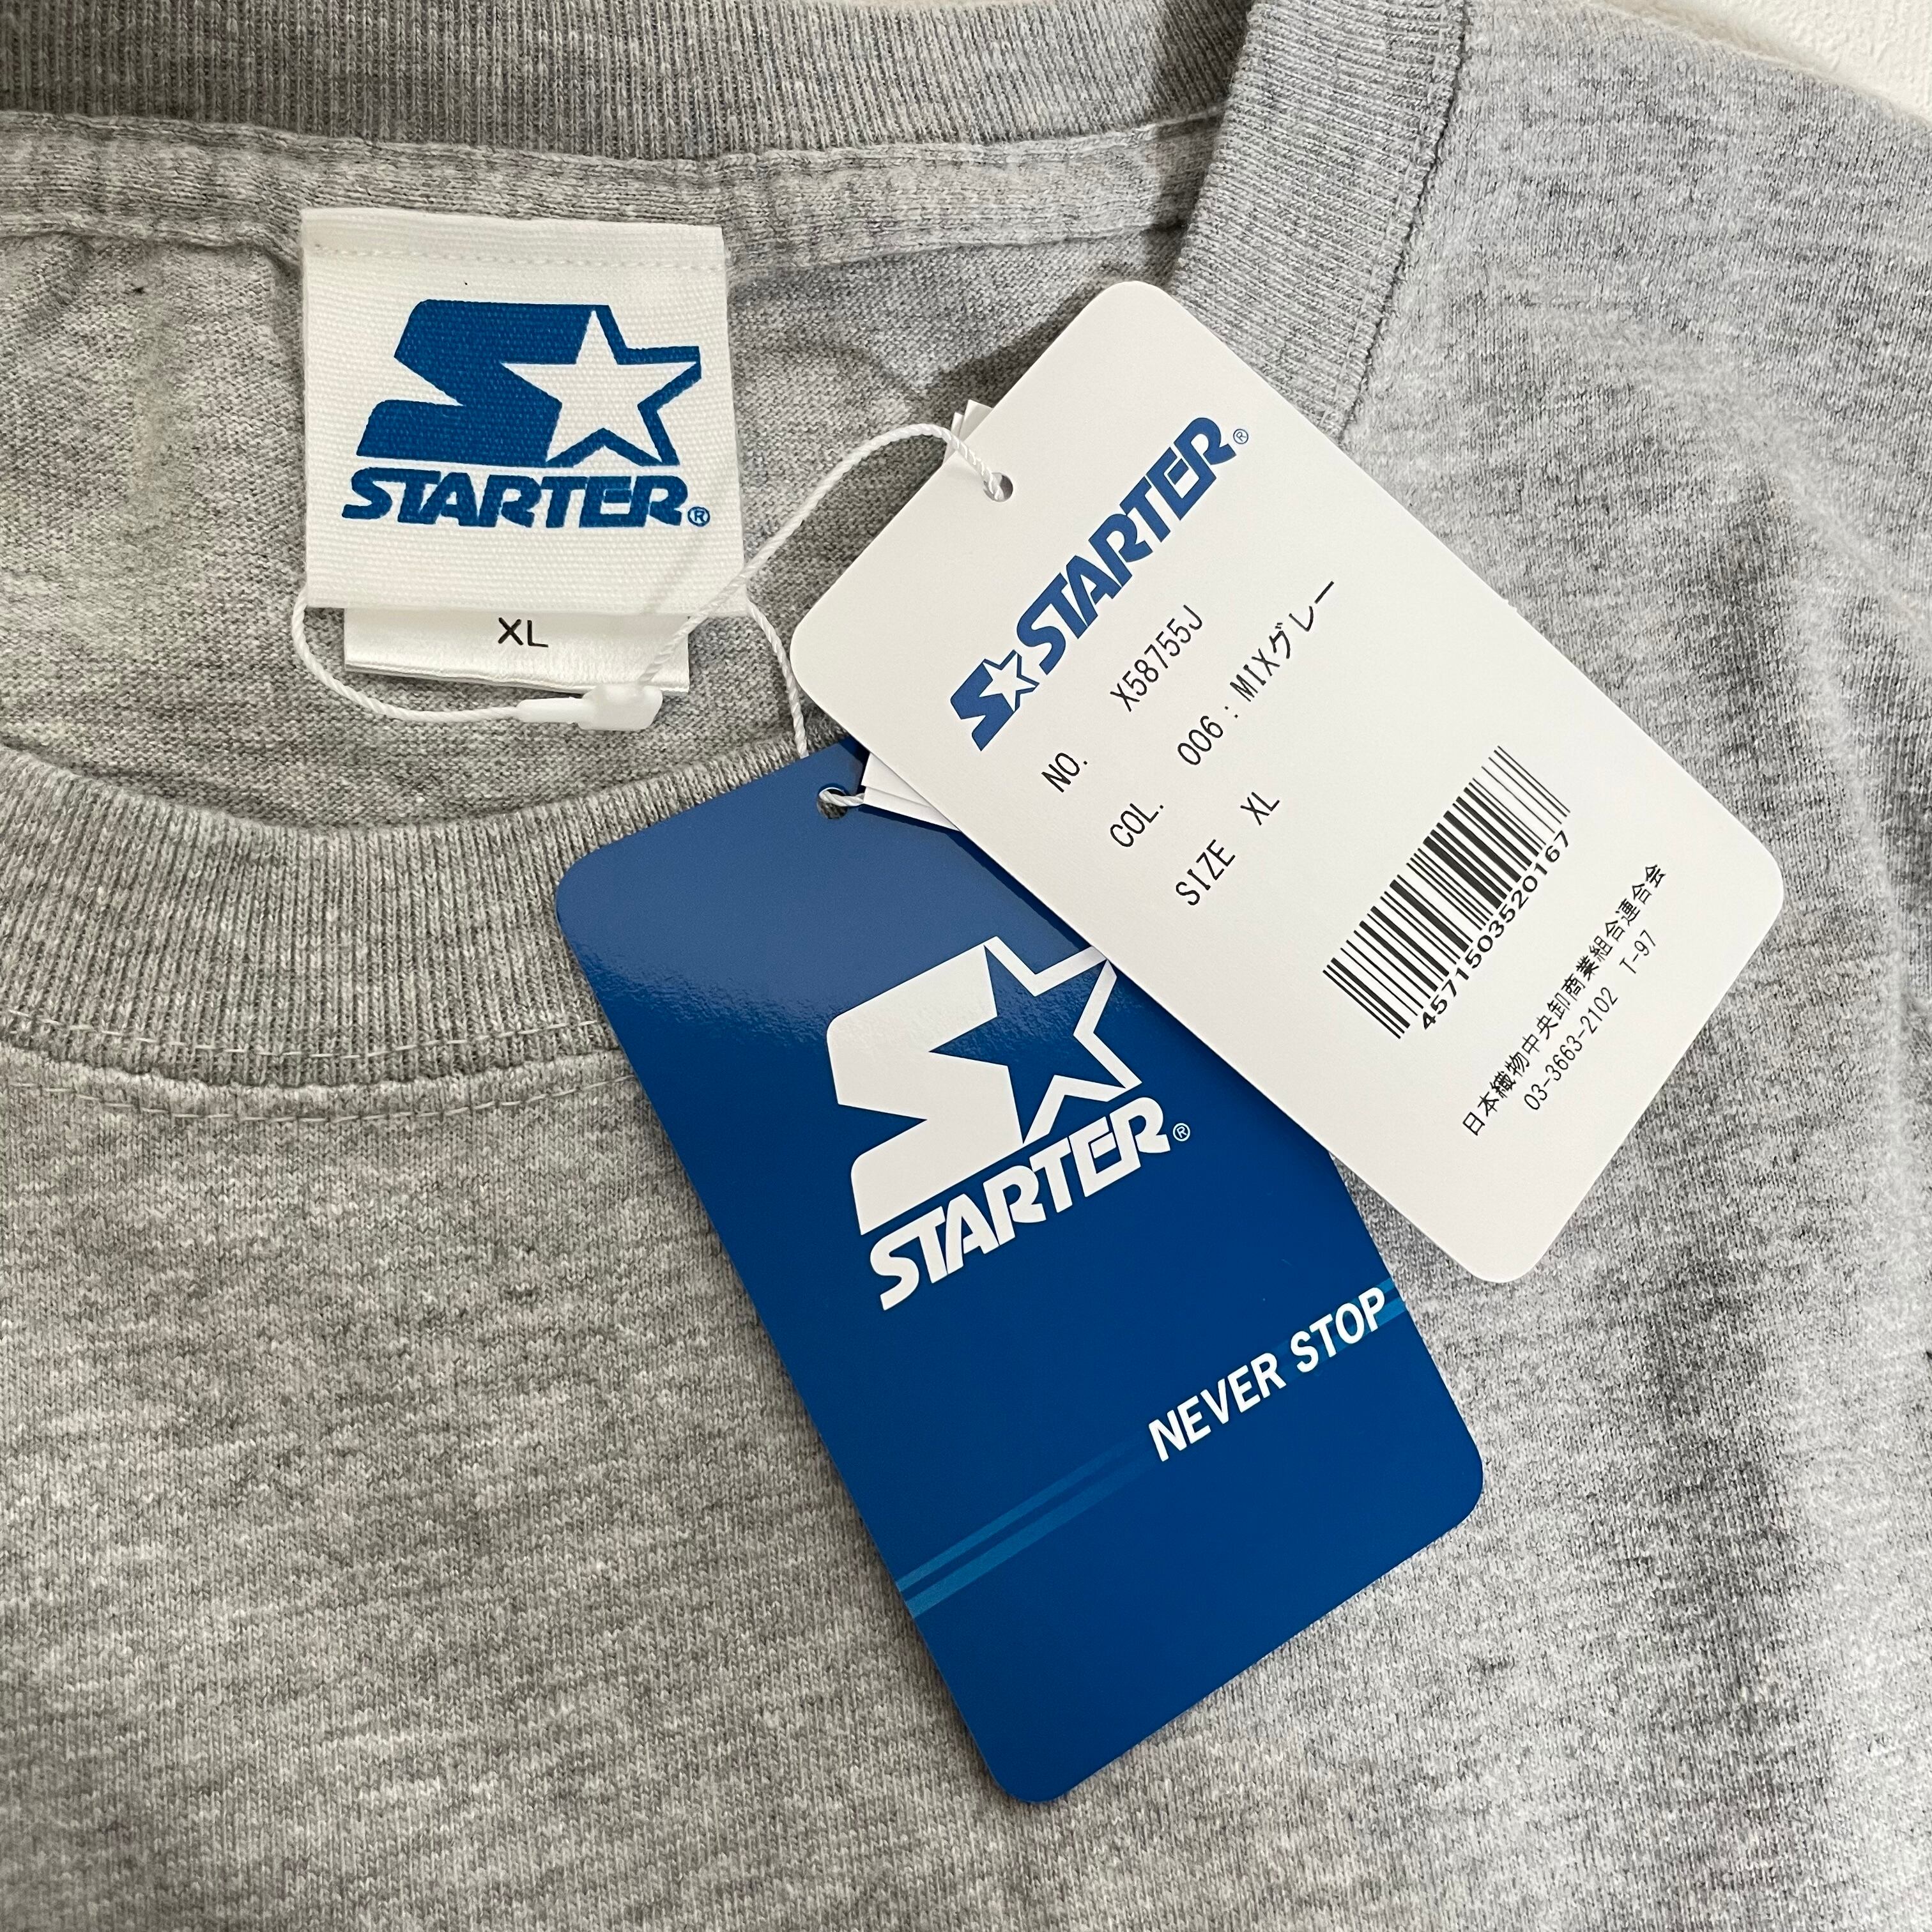 STARTER®
XL
STARTER®
NO. X58755J
COL. 006 : MIXグレー
SIZE XL
4571503520167
日本織物中央卸商業組合連合会
03-3663-2102 T-97
STARTER®
NEVER STOP